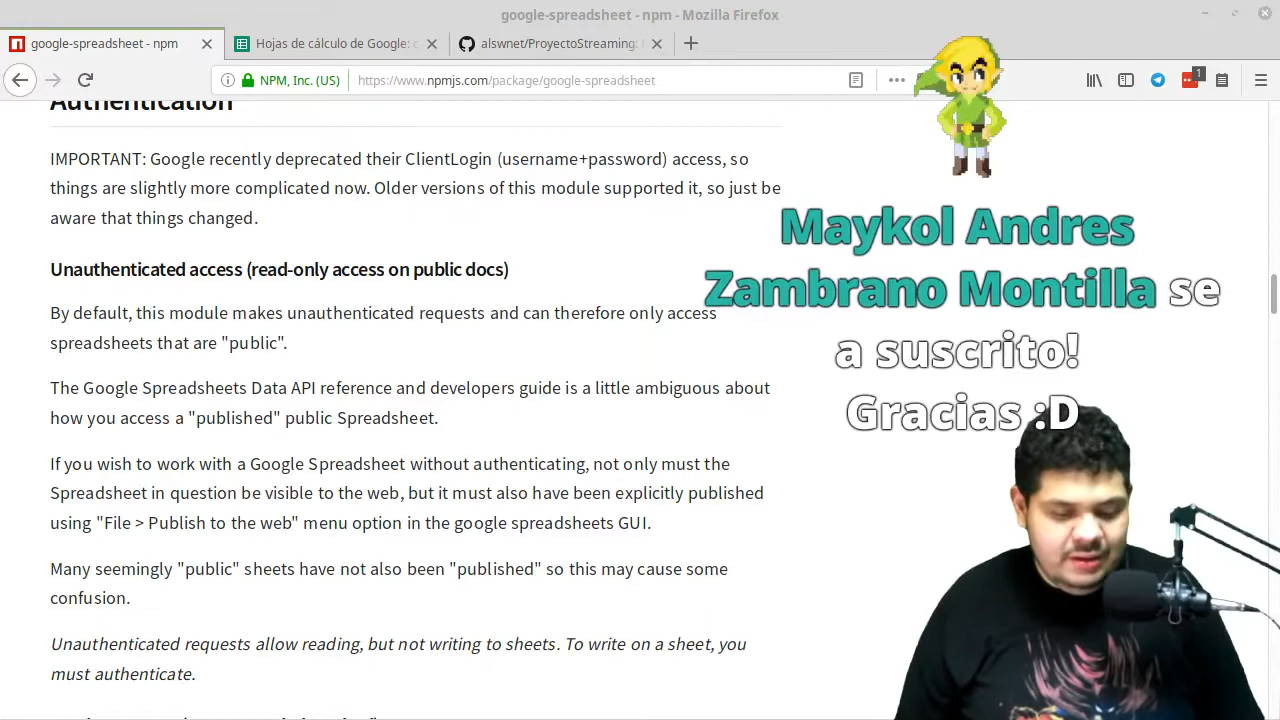 google-spreadsheet - npm - Mozilla Firefox
google-spreadsheet - npm
Hojas de cálculo de Google: c
alswnet/ProyectoStreaming:
NPM, Inc. (US)
https://www.npmjs.com/package/google-spreadsheet
1
Authentication
IMPORTANT: Google recently deprecated their ClientLogin (username+password) access, so
things are slightly more complicated now. Older versions of this module supported it, so just be
aware that things changed.
Unauthenticated access (read-only access on public docs)
By default, this module makes unauthenticated requests and can therefore only access
spreadsheets that are "public".
The Google Spreadsheets Data API reference and developers guide is a little ambiguous about
how you access a "published" public Spreadsheet.
If you wish to work with a Google Spreadsheet without authenticating, not only must the
Spreadsheet in question be visible to the web, but it must also have been explicitly published
using "File > Publish to the web" menu option in the google spreadsheets GUI.
Many seemingly "public" sheets have not also been "published" so this may cause some
confusion.
Unauthenticated requests allow reading, but not writing to sheets. To write on a sheet, you
must authenticate.
Maykol Andres
Zambrano Montilla se
a suscrito!
Gracias :D